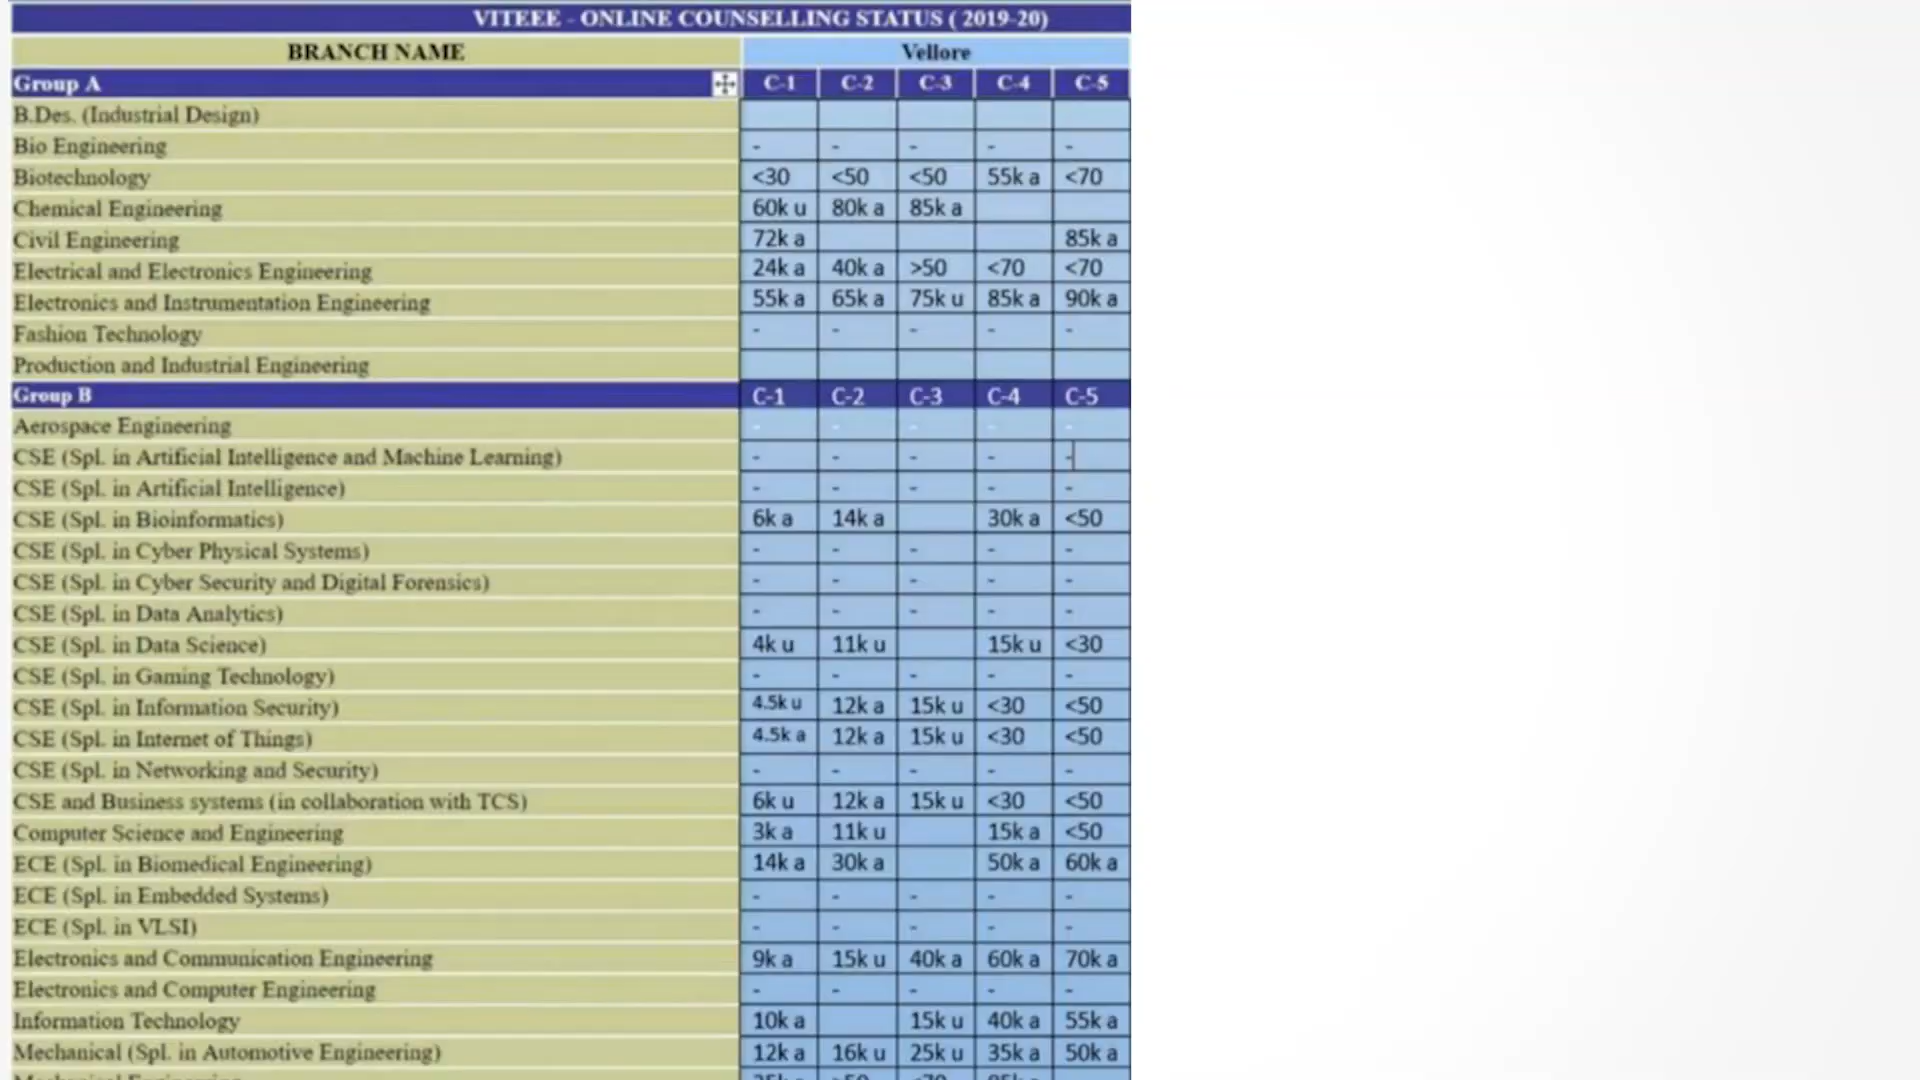 VITEEE - ONLINE COUNSELLING STATUS ( 2019-20)
BRANCH NAME Vellore
Group A C-1 C-2 C-3 C-4 C-5
B.Des. (Industrial Design)
Bio Engineering - - - - -
Biotechnology <30 <50 <50 55k a <70
Chemical Engineering 60k u 80k a 85k a
Civil Engineering 72k a 85k a
Electrical and Electronics Engineering 24k a 40k a >50 <70 <70
Electronics and Instrumentation Engineering 55k a 65k a 75k u 85k a 90k a
Fashion Technology - - - - -
Production and Industrial Engineering
Group B C-1 C-2 C-3 C-4 C-5
Aerospace Engineering - - - - -
CSE (Spl. in Artificial Intelligence and Machine Learning) - - - - -
CSE (Spl. in Artificial Intelligence) - - - - -
CSE (Spl. in Bioinformatics) 6k a 14k a 30k a <50
CSE (Spl. in Cyber Physical Systems) - - - - -
CSE (Spl. in Cyber Security and Digital Forensics) - - - - -
CSE (Spl. in Data Analytics) - - - - -
CSE (Spl. in Data Science) 4k u 11k u 15k u <30
CSE (Spl. in Gaming Technology) - - - - -
CSE (Spl. in Information Security) 4.5k u 12k a 15k u <30 <50
CSE (Spl. in Internet of Things) 4.5k a 12k a 15k u <30 <50
CSE (Spl. in Networking and Security) - - - - -
CSE and Business systems (in collaboration with TCS) 6k u 12k a 15k u <30 <50
Computer Science and Engineering 3k a 11k u 15k a <50
ECE (Spl. in Biomedical Engineering) 14k a 30k a 50k a 60k a
ECE (Spl. in Embedded Systems) - - - - -
ECE (Spl. in VLSI) - - - - -
Electronics and Communication Engineering 9k a 15k u 40k a 60k a 70k a
Electronics and Computer Engineering - - - - -
Information Technology 10k a 15k u 40k a 55k a
Mechanical (Spl. in Automotive Engineering) 12k a 16k u 25k u 35k a 50k a